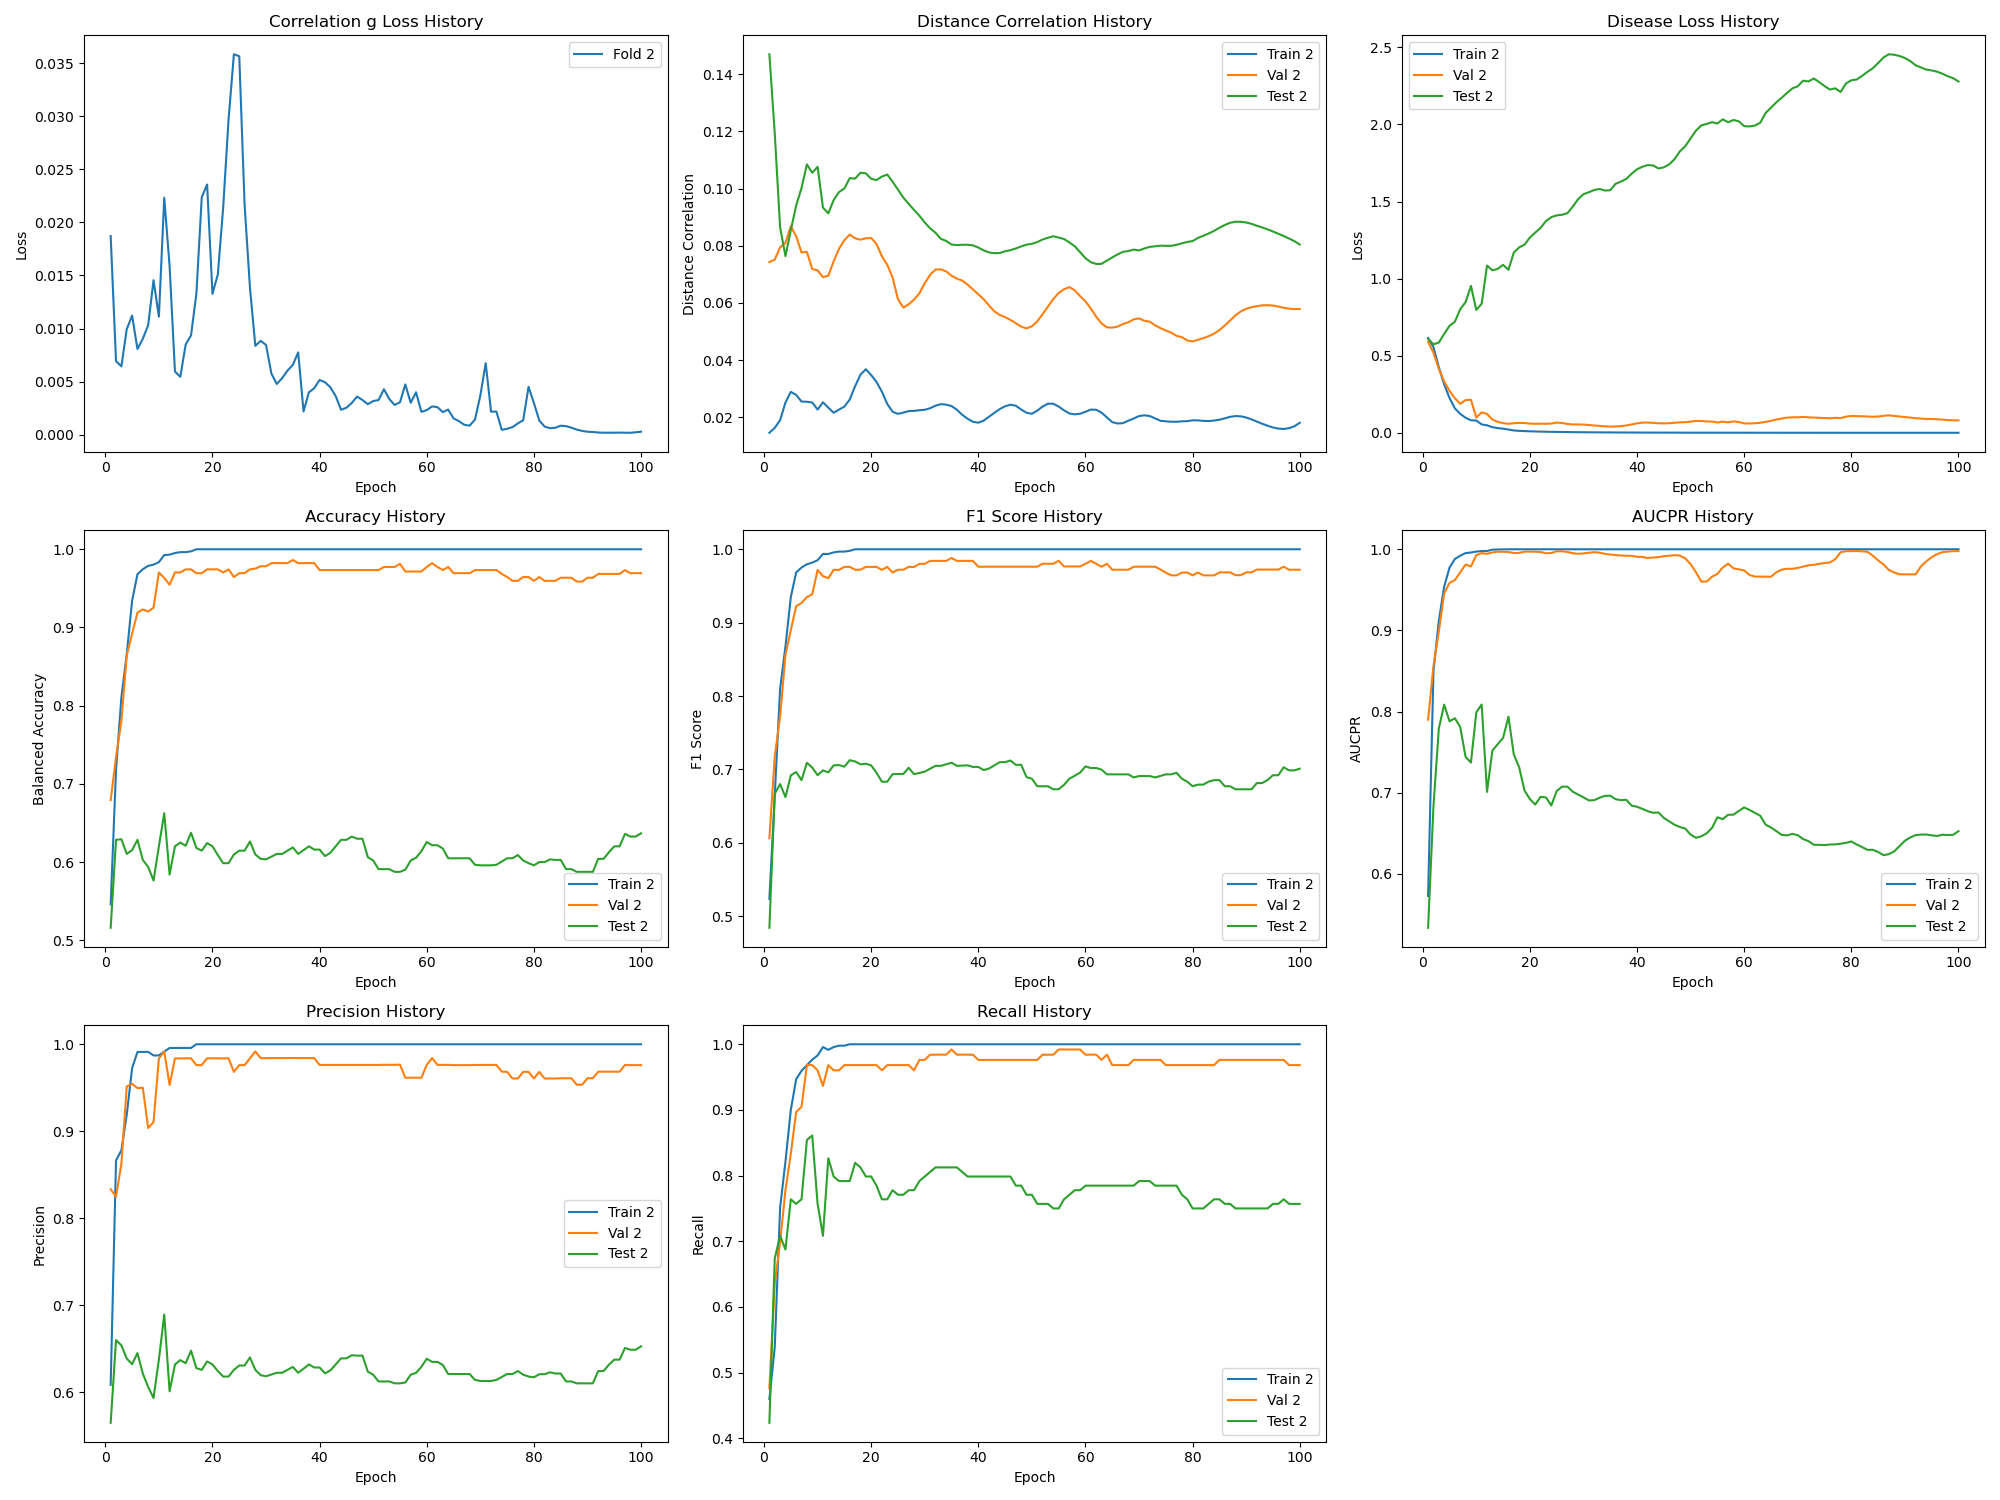 Correlation g Loss History
Loss
0.035
0.030
0.025
0.020
0.015
0.010
0.005
0.000
0 20 40 60 80 100
Epoch
Fold 2
Distance Correlation History
Distance Correlation
0.14
0.12
0.10
0.08
0.06
0.04
0.02
0 20 40 60 80 100
Epoch
Train 2
Val 2
Test 2
Disease Loss History
Loss
2.5
2.0
1.5
1.0
0.5
0.0
0 20 40 60 80 100
Epoch
Train 2
Val 2
Test 2
Accuracy History
Balanced Accuracy
1.0
0.9
0.8
0.7
0.6
0.5
0 20 40 60 80 100
Epoch
Train 2
Val 2
Test 2
F1 Score History
F1 Score
1.0
0.9
0.8
0.7
0.6
0.5
0 20 40 60 80 100
Epoch
Train 2
Val 2
Test 2
AUCPR History
AUCPR
1.0
0.9
0.8
0.7
0.6
0 20 40 60 80 100
Epoch
Train 2
Val 2
Test 2
Precision History
Precision
1.0
0.9
0.8
0.7
0.6
0 20 40 60 80 100
Epoch
Train 2
Val 2
Test 2
Recall History
Recall
1.0
0.9
0.8
0.7
0.6
0.5
0.4
0 20 40 60 80 100
Epoch
Train 2
Val 2
Test 2